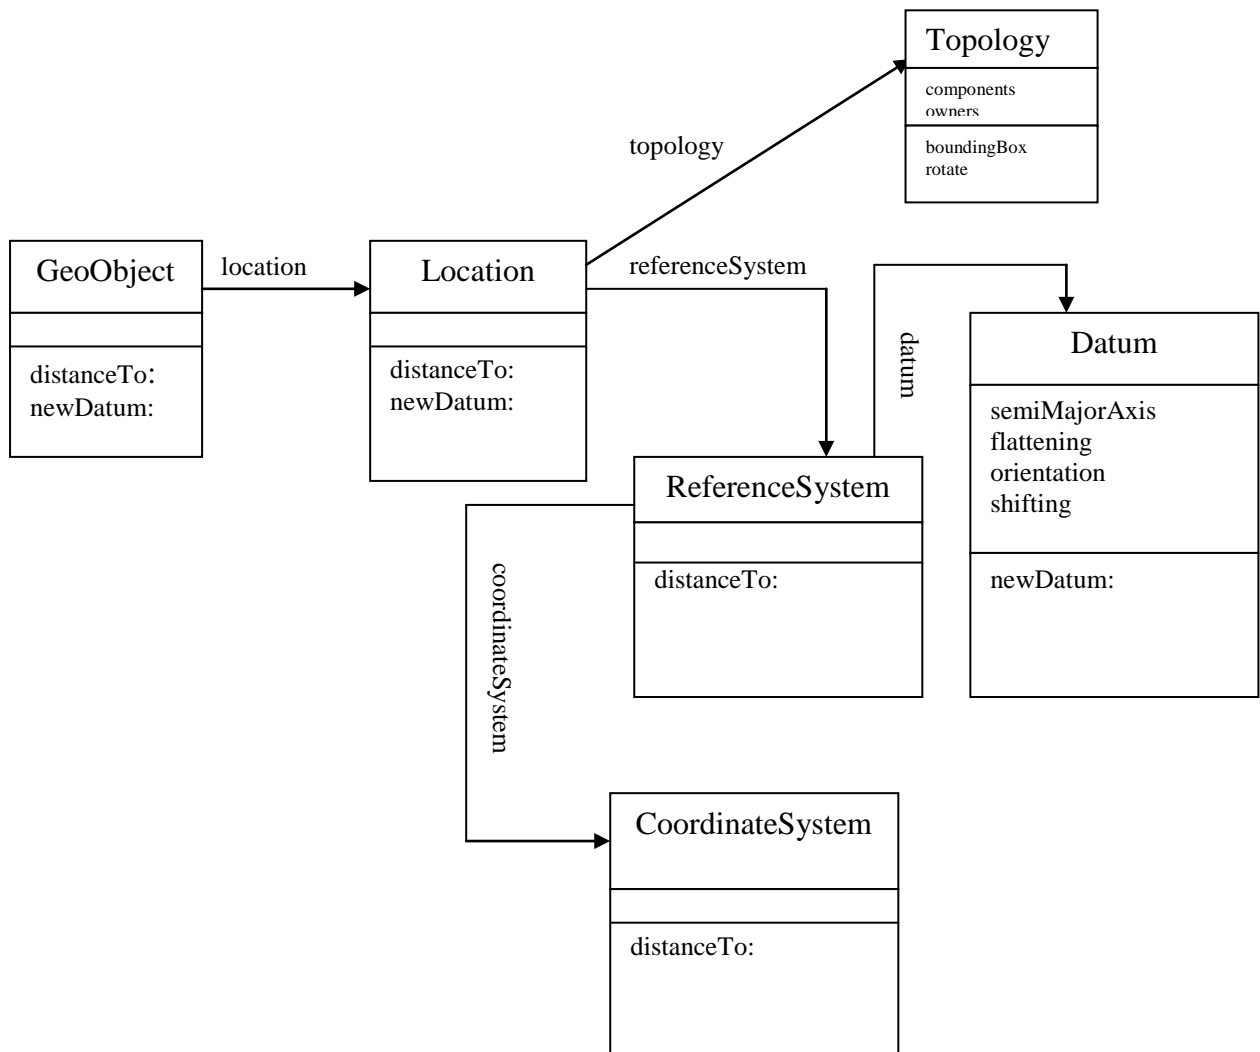 Topology
components
owners
boundingBox
rotate
topology
GeoObject
distanceTo:
newDatum:
location
Location
distanceTo:
newDatum:
referenceSystem
datum
Datum
semiMajorAxis
flattening
orientation
shifting
newDatum:
ReferenceSystem
distanceTo:
coordinateSystem
CoordinateSystem
distanceTo: